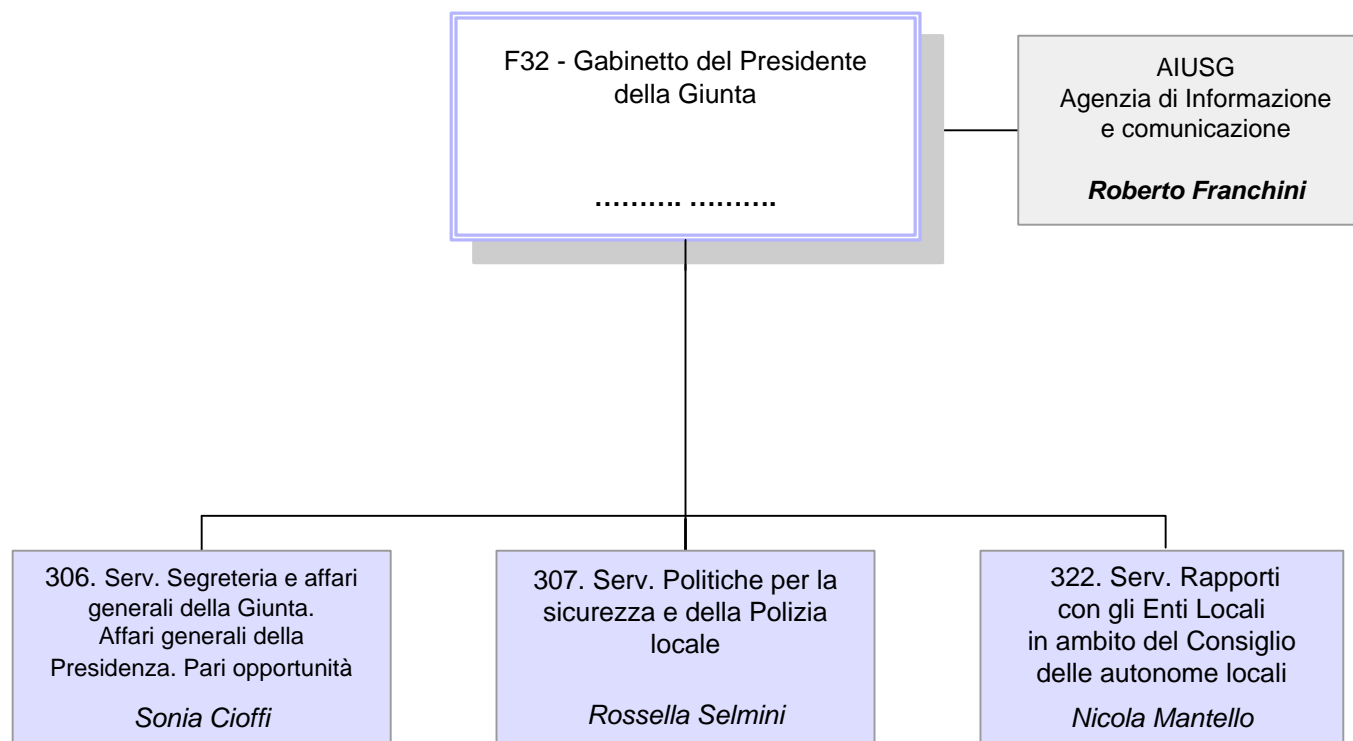 F32 - Gabinetto del Presidente
della Giunta
………. ……….
AIUSG
Agenzia di Informazione
e comunicazione
Roberto Franchini
306. Serv. Segreteria e affari
generali della Giunta.
Affari generali della
Presidenza. Pari opportunità
Sonia Cioffi
307. Serv. Politiche per la
sicurezza e della Polizia
locale
Rossella Selmini
322. Serv. Rapporti
con gli Enti Locali
in ambito del Consiglio
delle autonome locali
Nicola Mantello